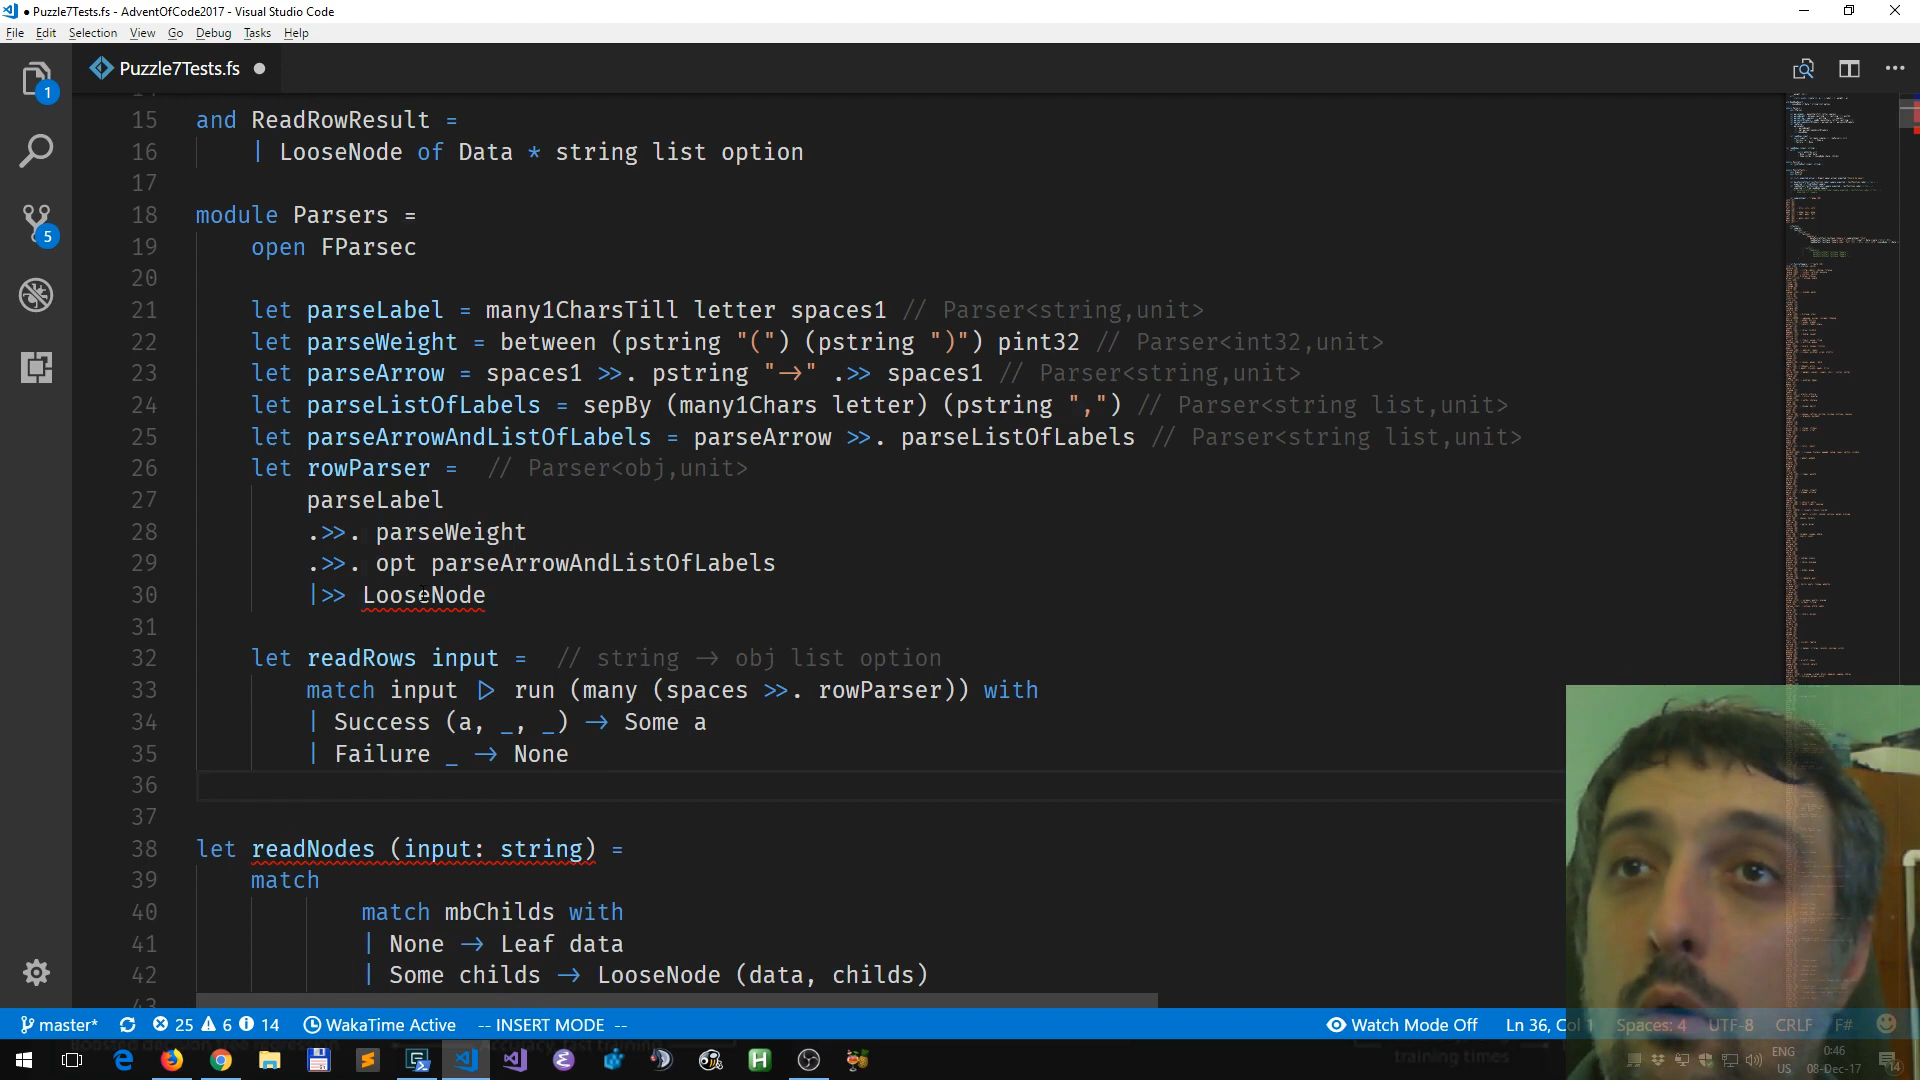 ● Puzzle7Tests.fs - AdventOfCode2017 - Visual Studio Code
File Edit Selection View Go Debug Tasks Help
1
Puzzle7Tests.fs ●
5
15 and ReadRowResult =
16 | LooseNode of Data * string list option
17
18 module Parsers =
19 open FParsec
20
21 let parseLabel = many1CharsTill letter spaces1 // Parser<string,unit>
22 let parseWeight = between (pstring "(") (pstring ")") pint32 // Parser<int32,unit>
23 let parseArrow = spaces1 >>. pstring "->" .>> spaces1 // Parser<string,unit>
24 let parseListOfLabels = sepBy (many1Chars letter) (pstring ",") // Parser<string list,unit>
25 let parseArrowAndListOfLabels = parseArrow >>. parseListOfLabels // Parser<string list,unit>
26 let rowParser = // Parser<obj,unit>
27 parseLabel
28 .>>. parseWeight
29 .>>. opt parseArrowAndListOfLabels
30 |>> LooseNode
31
32 let readRows input = // string -> obj list option
33 match input |> run (many (spaces >>. rowParser)) with
34 | Success (a, _, _) -> Some a
35 | Failure _ -> None
36
37
38 let readNodes (input: string) =
39 match
40 match mbChilds with
41 | None -> Leaf data
42 | Some childs -> LooseNode (data, childs)
43
master* 25 6 14 WakaTime Active -- INSERT MODE -- Watch Mode Off Ln 36, Col 1 Spaces: 4 UTF-8 CRLF F#
training times
ENG US 0:46 08-Dec-17 14